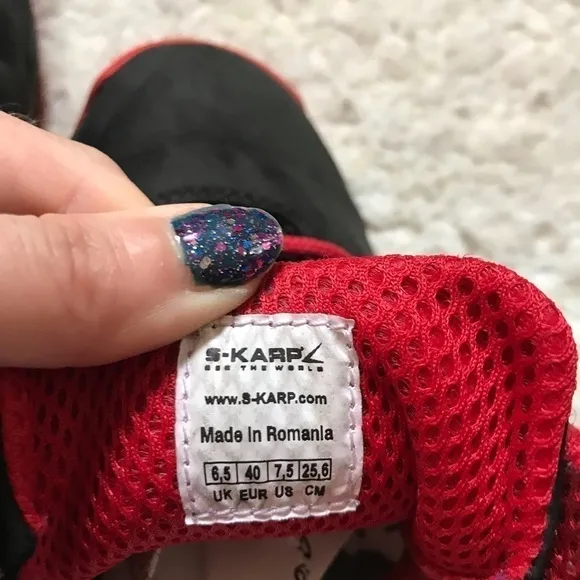 S-KARP
SEE THE WORLD
www.S-KARP.com
Made in Romania
6,5 40 7,5 25,6
UK EUR US CM